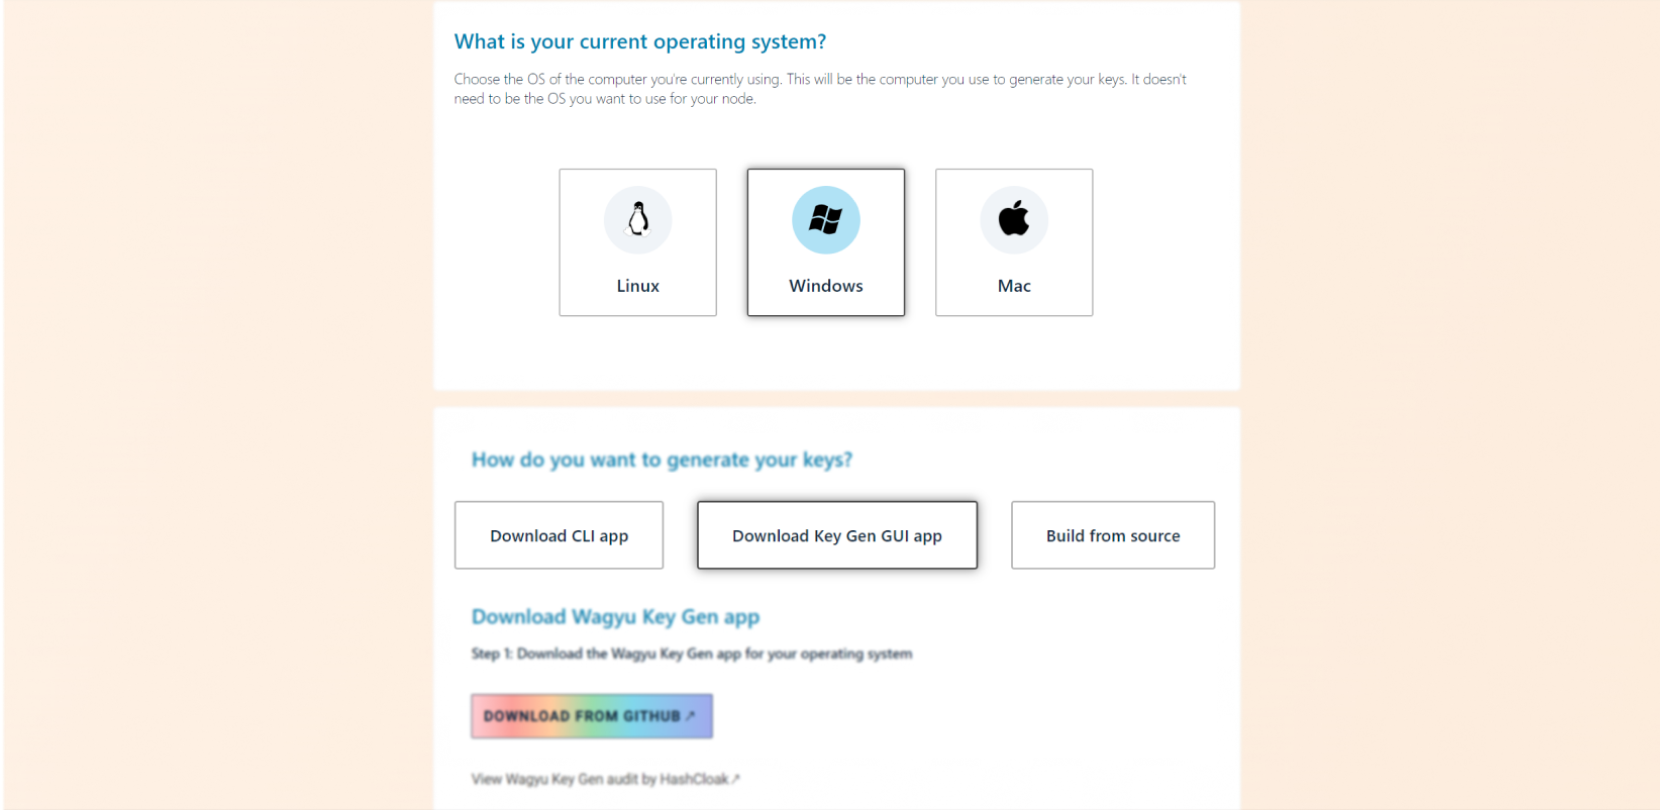 What is your current operating system?
Choose the OS of the computer you're currently using. This will be the computer you use to generate your keys. It doesn't
need to be the OS you want to use for your node.
Linux
Windows
Mac
How do you want to generate your keys?
Download CLI app
Download Key Gen GUI app
Build from source
Download Wagyu Key Gen app
Step 1: Download the Wagyu Key Gen app for your operating system
DOWNLOAD FROM GITHUB ↗
View Wagyu Key Gen audit by HashCloak ↗